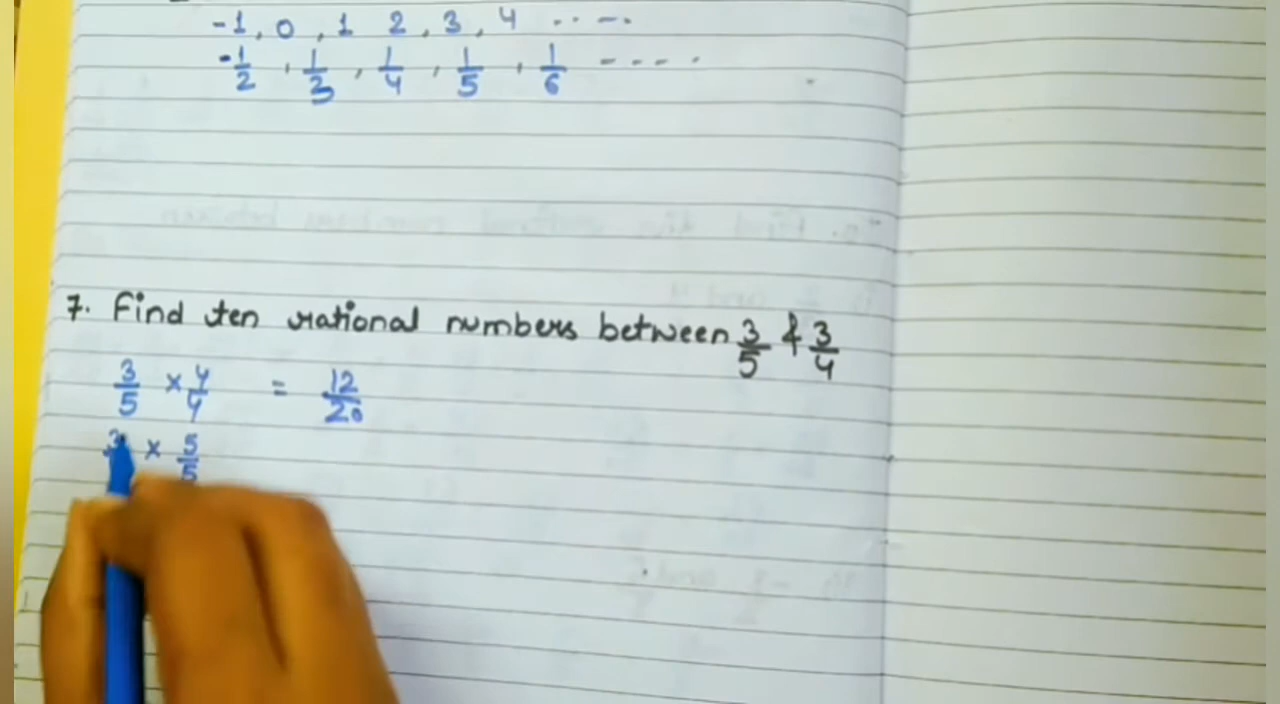 -1, 0, 1 2, 3, 4 ......
-1/2, 1/3, 1/4, 1/5, 1/6 -----
7. Find ten rational numbers between 3/5 & 3/4
3/5 × 4/4 = 12/20
3 × 5/5